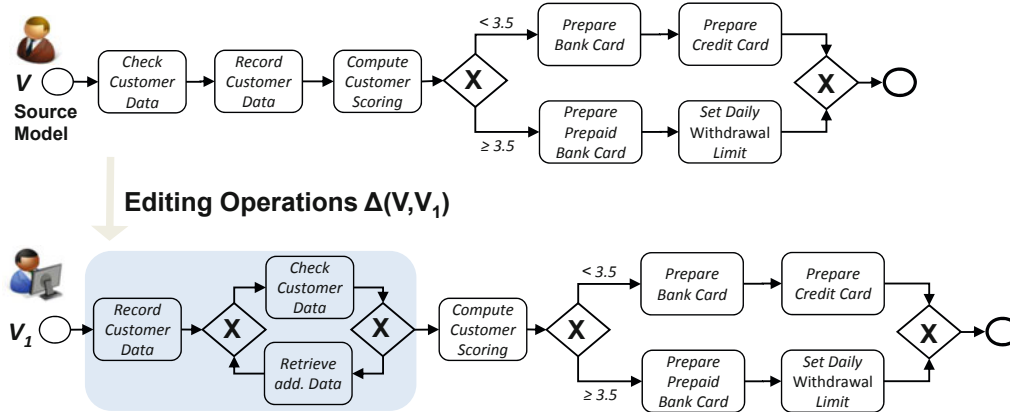 < 3.5
Prepare
Bank Card
Prepare
Credit Card
V
Source
Model
Check
Customer
Data
Record
Customer
Data
Compute
Customer
Scoring
X
X
≥ 3.5
Prepare
Prepaid
Bank Card
Set Daily
Withdrawal
Limit
Editing Operations Δ(V,V₁)
V₁
Record
Customer
Data
X
Check
Customer
Data
Retrieve
add. Data
X
Compute
Customer
Scoring
X
< 3.5
Prepare
Bank Card
Prepare
Credit Card
X
≥ 3.5
Prepare
Prepaid
Bank Card
Set Daily
Withdrawal
Limit